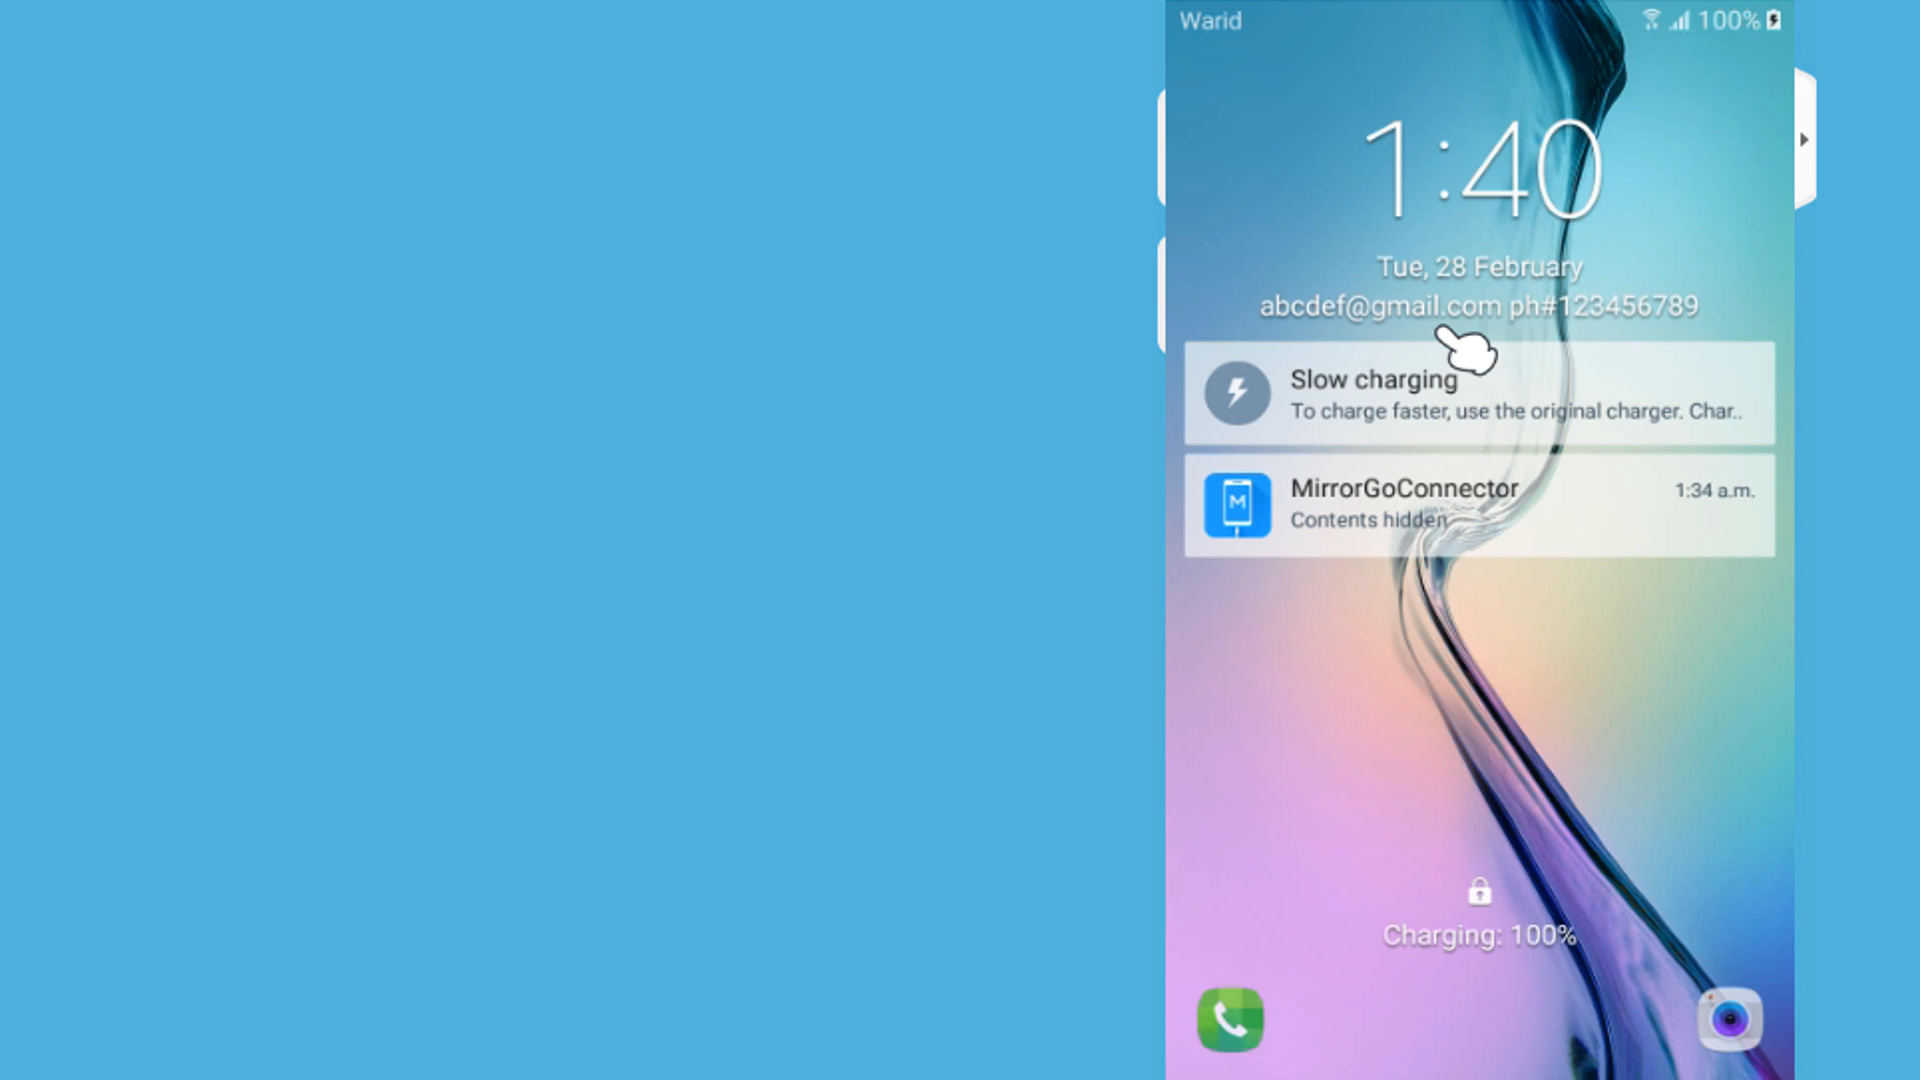 Warid 100%
1:40
Tue, 28 February
abcdef@gmail.com ph#123456789
Slow charging
To charge faster, use the original charger. Char..
MirrorGoConnector 1:34 a.m.
Contents hidden
M
Charging: 100%